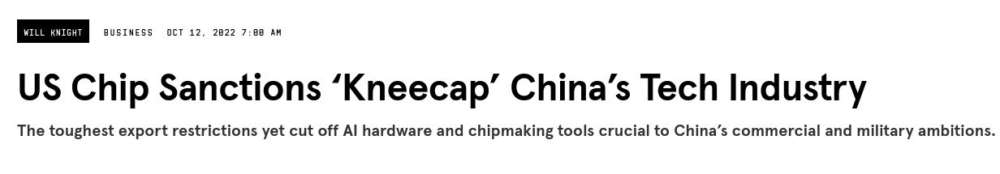 WILL KNIGHT BUSINESS OCT 12, 2022 7:00 AM
US Chip Sanctions ‘Kneecap’ China’s Tech Industry
The toughest export restrictions yet cut off AI hardware and chipmaking tools crucial to China’s commercial and military ambitions.